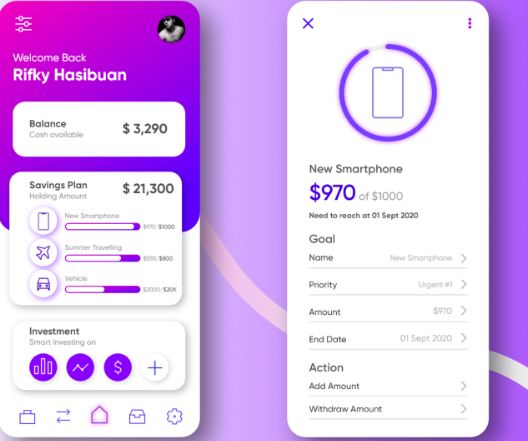 Welcome Back
Rifky Hasibuan
Balance
Cash available
$ 3,290
Savings Plan
Holding Amount
$ 21,300
New Smartphone
$970/$1000
Summer Travelling
$550/$800
Vehicle
$2000/$20K
Investment
Smart Investing on
$
New Smartphone
$970 of $1000
Need to reach at 01 Sept 2020
Goal
Name New Smartphone
Priority Urgent #1
Amount $970
End Date 01 Sept 2020
Action
Add Amount
Withdraw Amount